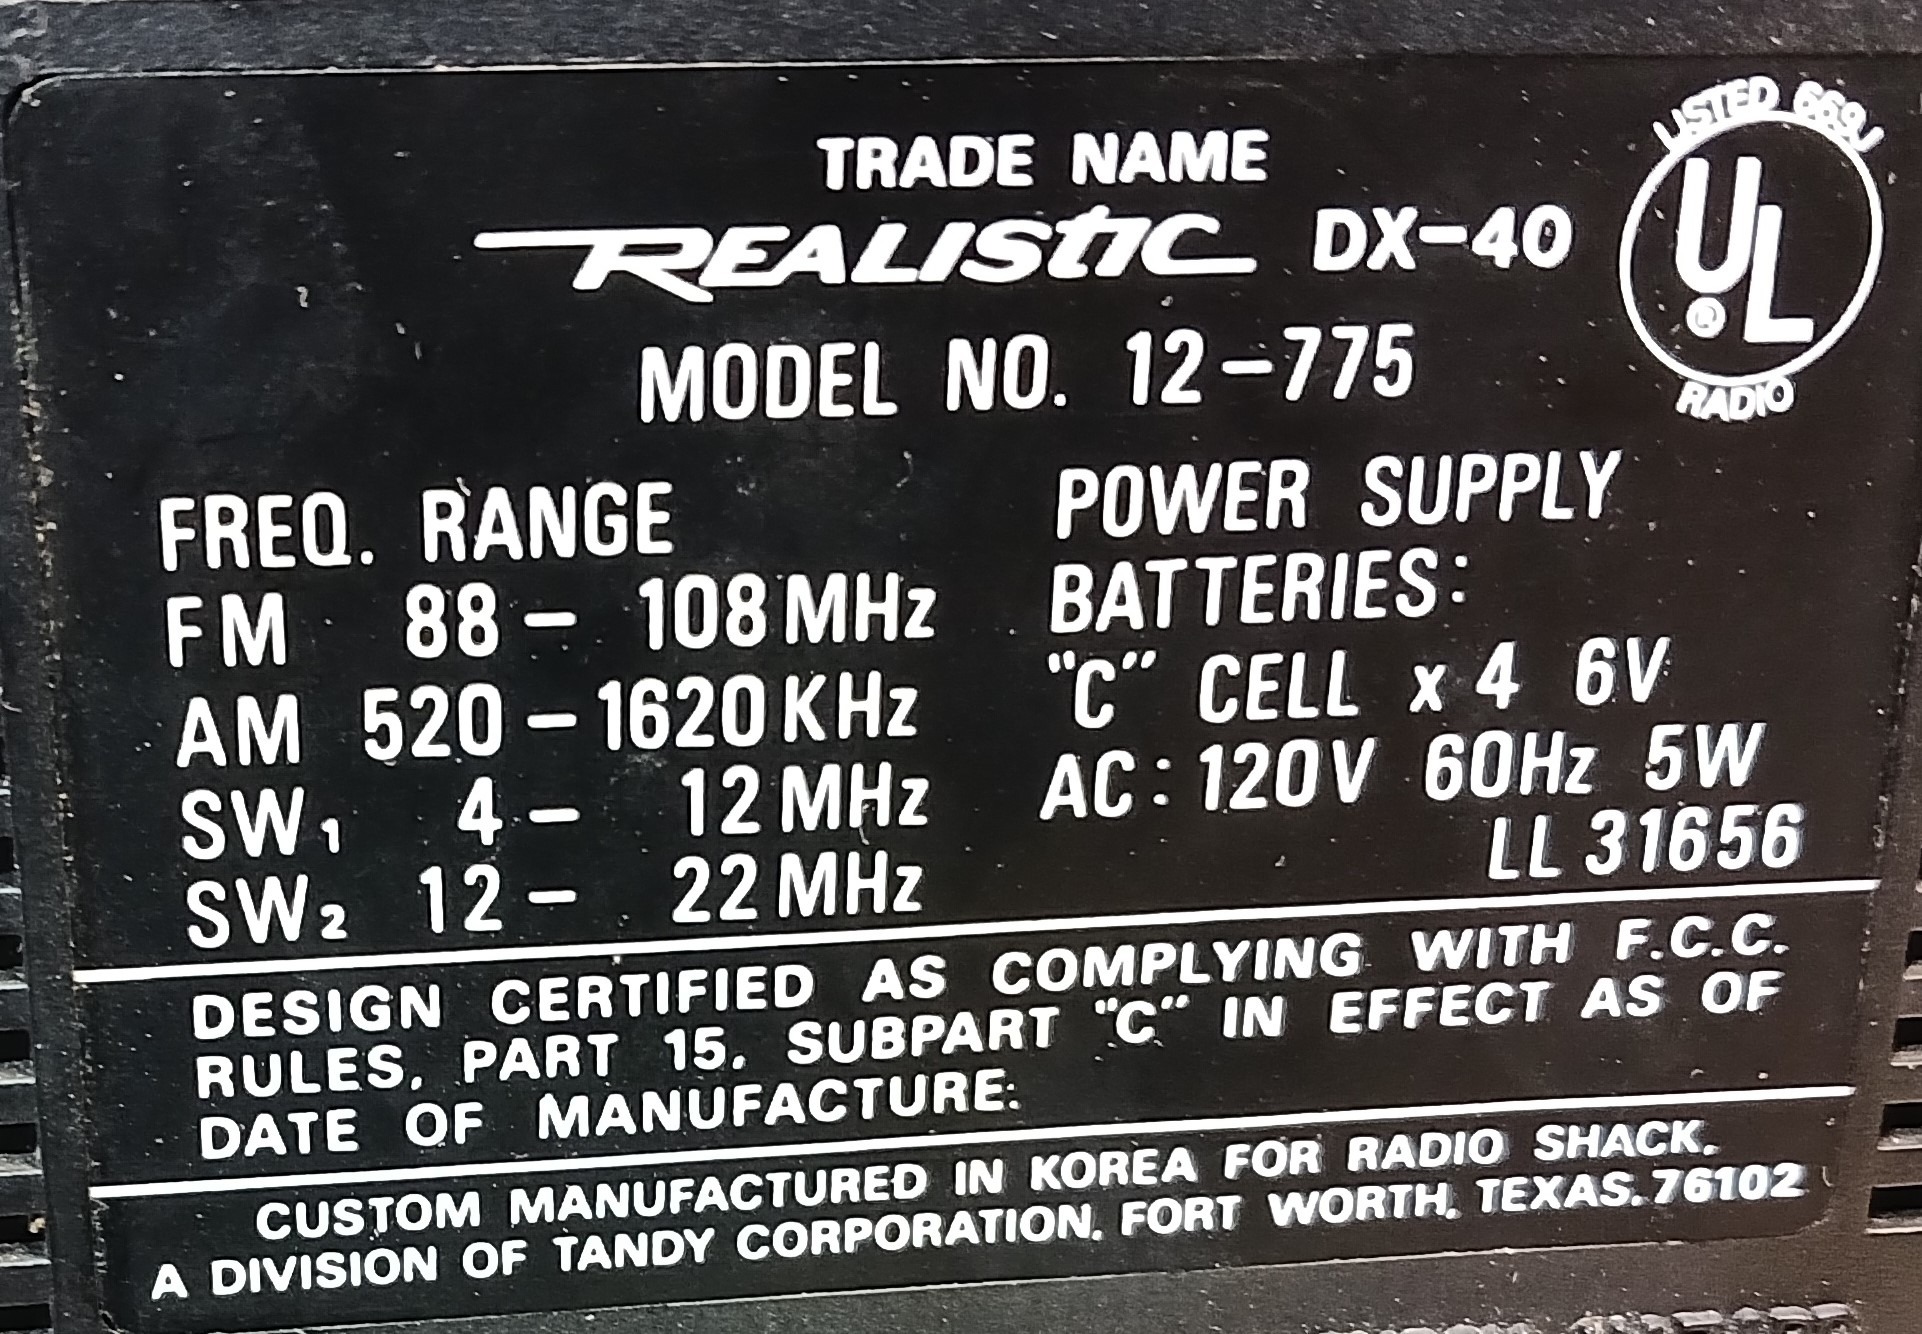 LISTED 669J
UL
®
RADIO
TRADE NAME
REALISTIC DX-40
MODEL NO. 12-775
FREQ. RANGE
FM 88 - 108 MHz
AM 520 - 1620 KHz
SW1 4 - 12 MHz
SW2 12 - 22 MHz
POWER SUPPLY
BATTERIES:
"C" CELL x 4 6V
AC: 120V 60Hz 5W
LL 31656
DESIGN CERTIFIED AS COMPLYING WITH F.C.C.
RULES, PART 15, SUBPART "C" IN EFFECT AS OF
DATE OF MANUFACTURE:
CUSTOM MANUFACTURED IN KOREA FOR RADIO SHACK,
A DIVISION OF TANDY CORPORATION, FORT WORTH, TEXAS. 76102